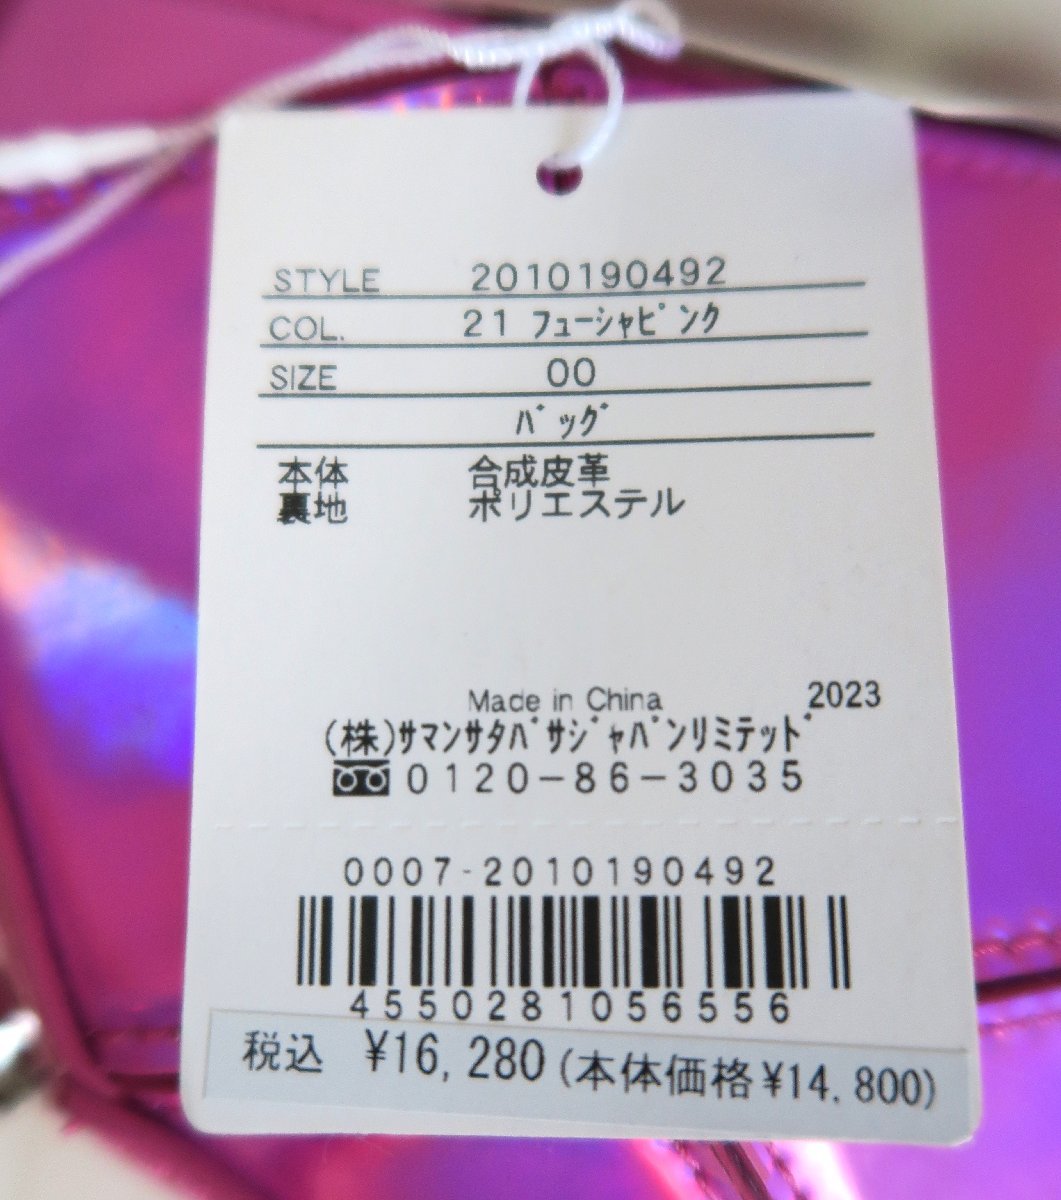 STYLE 2010190492
COL. 21 ﾌｭｰｼｬﾋﾟﾝｸ
SIZE 00
ﾊﾞｯｸﾞ
本体 合成皮革
裏地 ポリエステル
Made in China 2023
(株)ｻﾏﾝｻﾀﾊﾞｻｼﾞｬﾊﾟﾝﾘﾐﾃｯﾄﾞ
0120-86-3035
0007-2010190492
4550281056556
税込 ¥16,280(本体価格¥14,800)